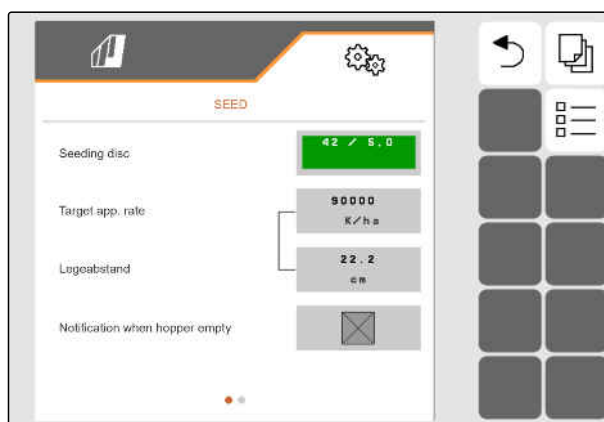 SEED
Seeding disc
42 / 5,0
Target app. rate
90000
K/ha
Legeabstand
22.2
cm
Notification when hopper empty